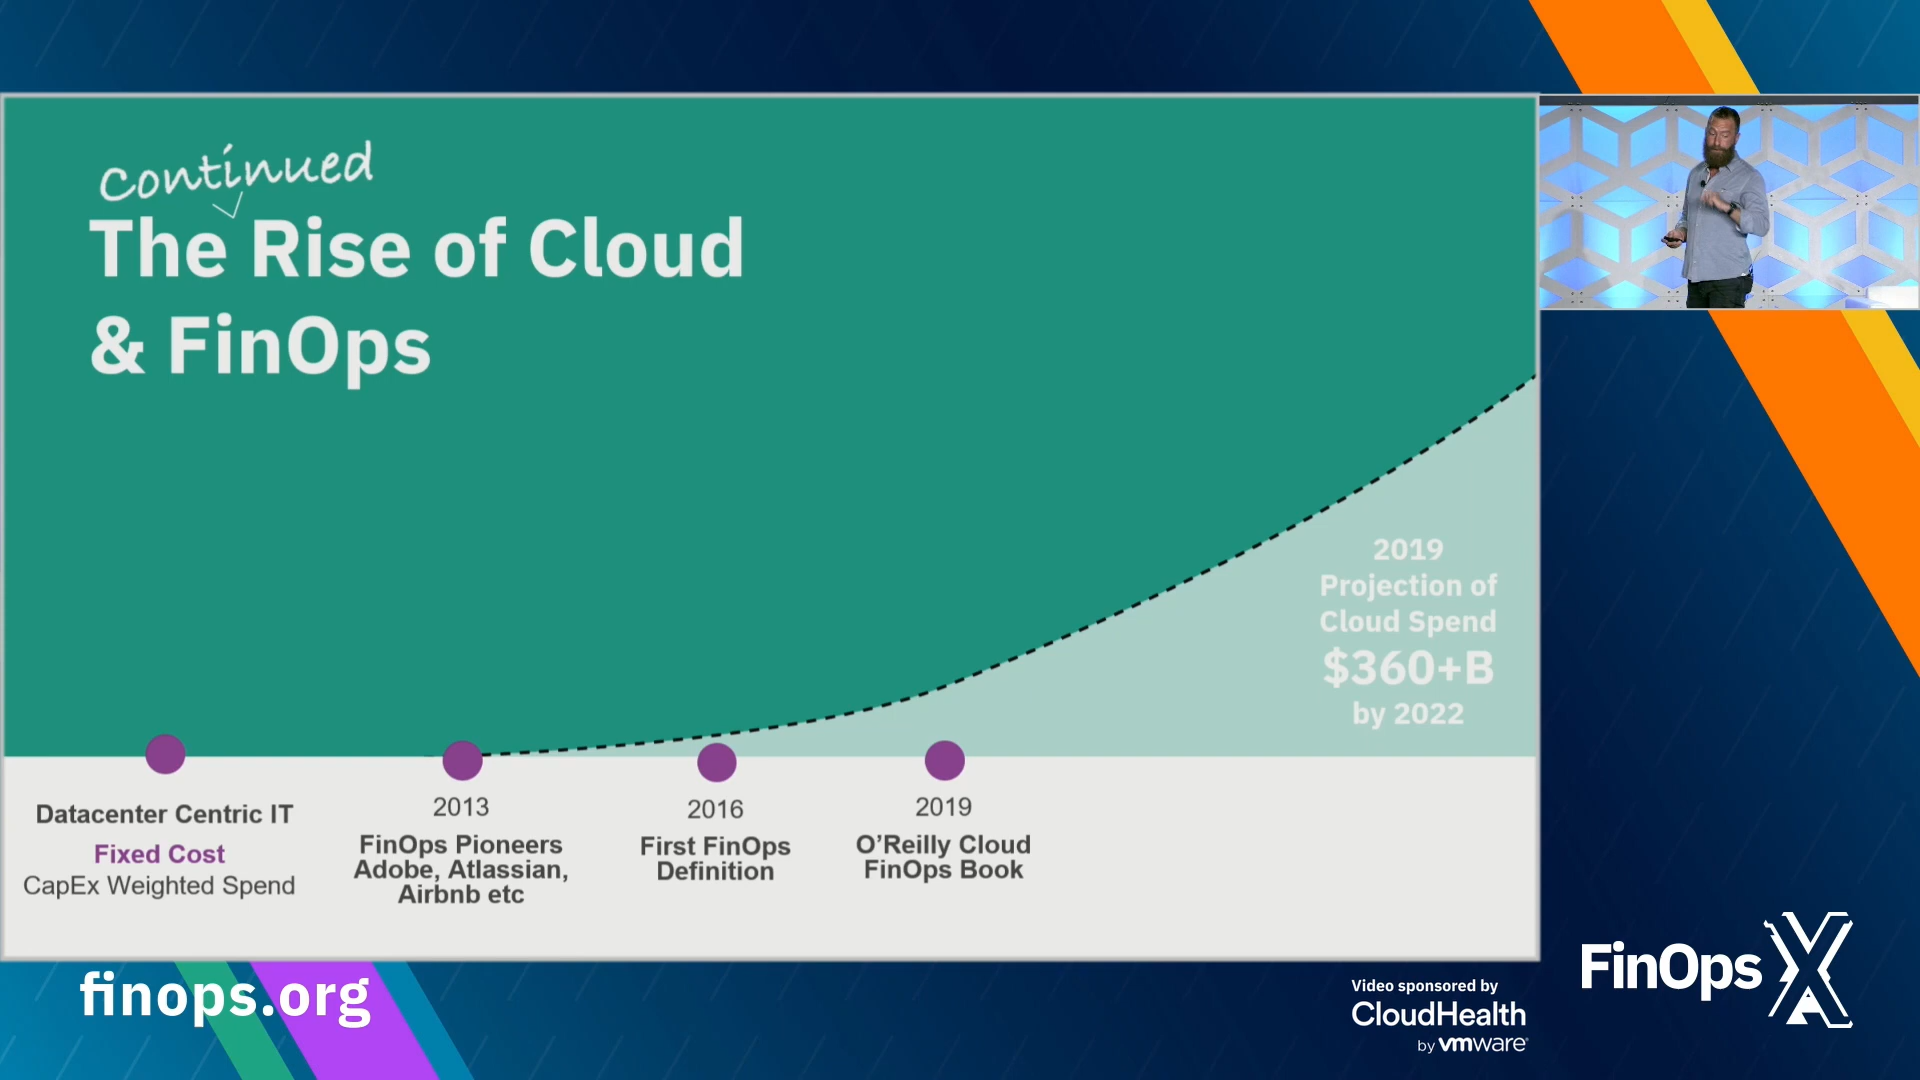 Continued
The Rise of Cloud
& FinOps
2019
Projection of
Cloud Spend
$360+B
by 2022
Datacenter Centric IT
Fixed Cost
CapEx Weighted Spend
2013
FinOps Pioneers
Adobe, Atlassian,
Airbnb etc
2016
First FinOps
Definition
2019
O’Reilly Cloud
FinOps Book
finops.org
Video sponsored by
CloudHealth
by vmware®
FinOps X